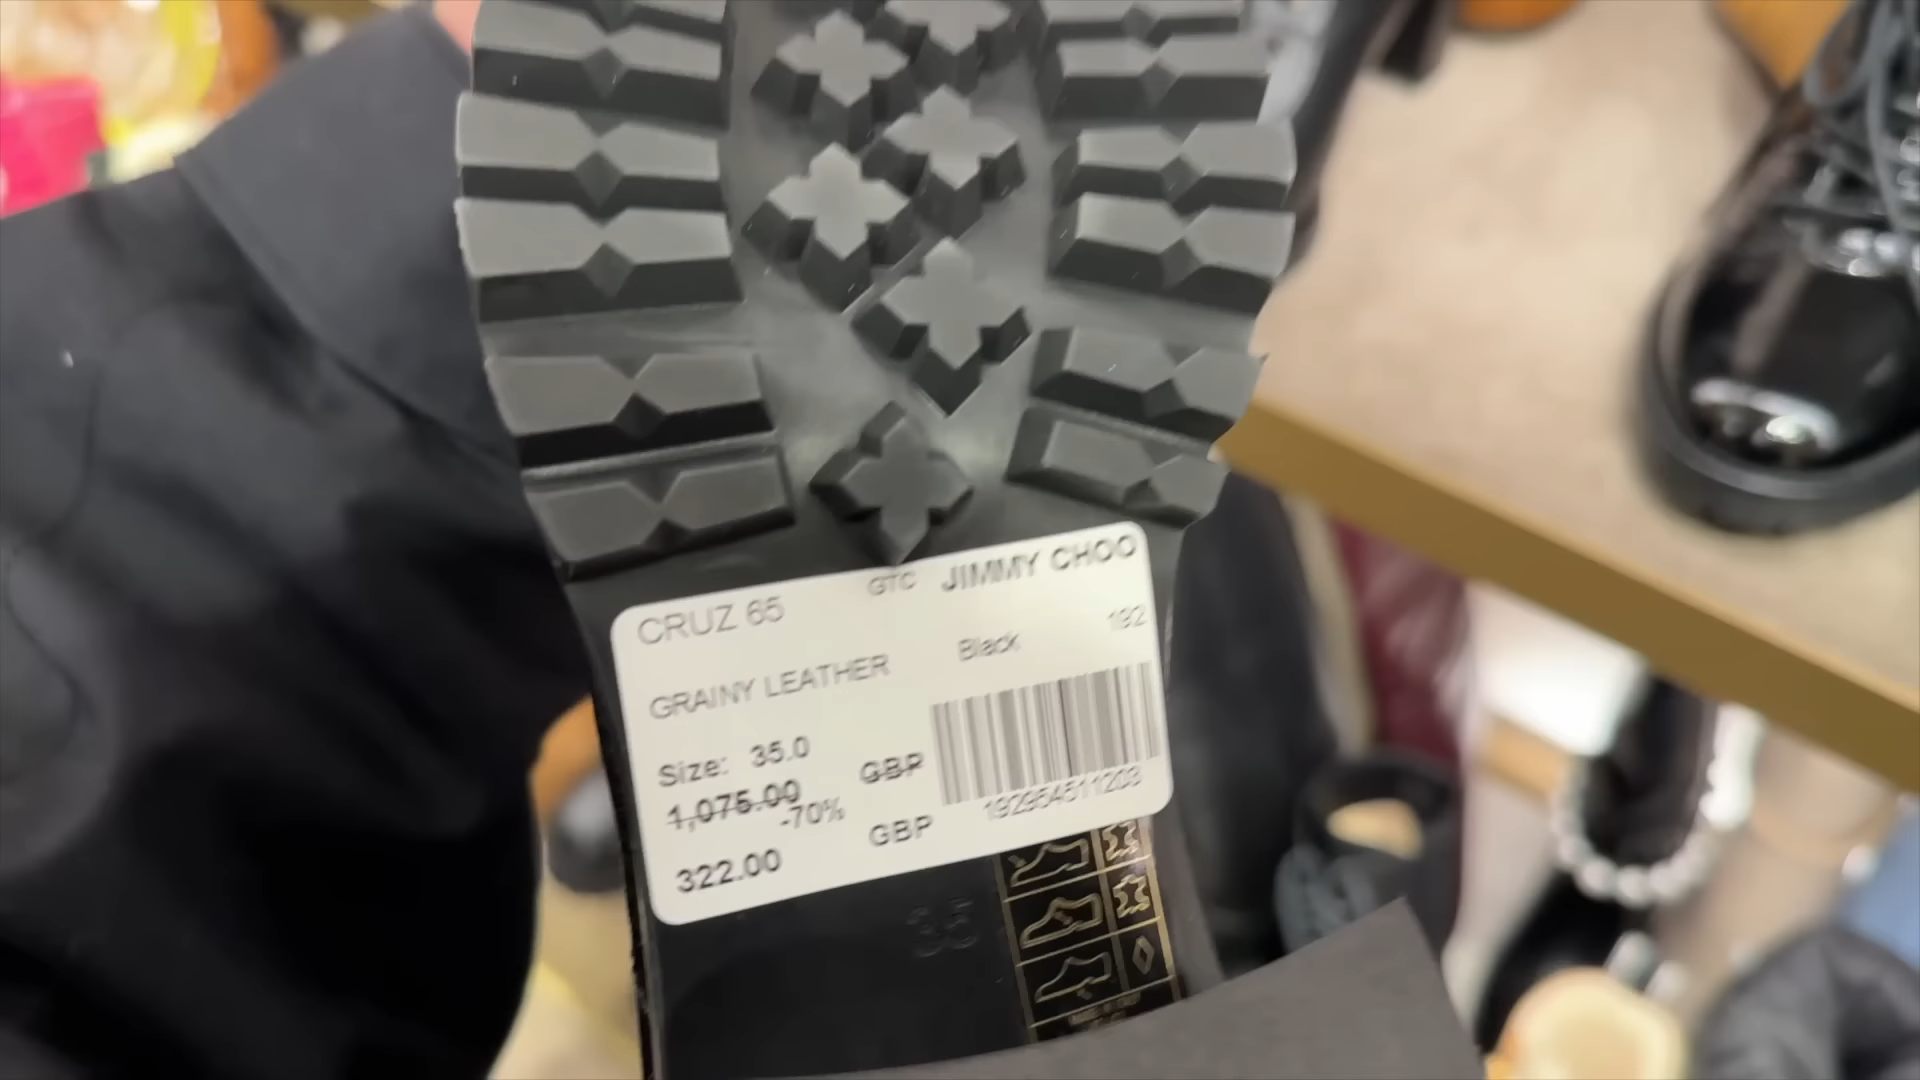 CRUZ 65 GTC JIMMY CHOO
GRAINY LEATHER Black 192
Size: 35.0
1,075.00 GBP
-70%
322.00 GBP
192954511203
35